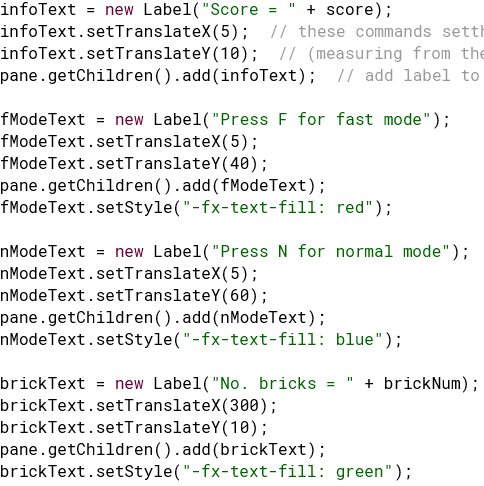 infoText = new Label("Score = " + score);
infoText.setTranslateX(5);  // these commands setth
infoText.setTranslateY(10);  // (measuring from the
pane.getChildren().add(infoText);  // add label to
fModeText = new Label("Press F for fast mode");
fModeText.setTranslateX(5);
fModeText.setTranslateY(40);
pane.getChildren().add(fModeText);
fModeText.setStyle("-fx-text-fill: red");
nModeText = new Label("Press N for normal mode");
nModeText.setTranslateX(5);
nModeText.setTranslateY(60);
pane.getChildren().add(nModeText);
nModeText.setStyle("-fx-text-fill: blue");
brickText = new Label("No. bricks = " + brickNum);
brickText.setTranslateX(300);
brickText.setTranslateY(10);
pane.getChildren().add(brickText);
brickText.setStyle("-fx-text-fill: green");